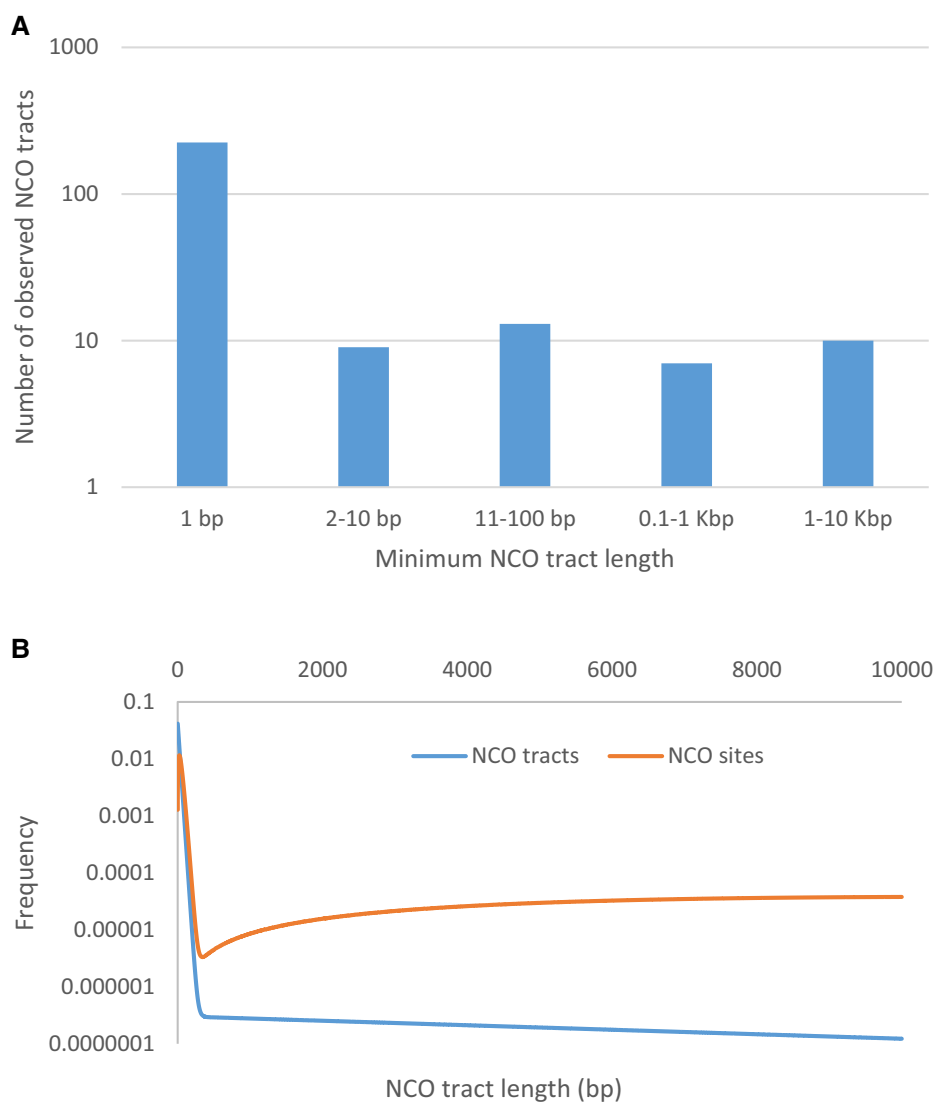 A
Number of observed NCO tracts
1000
100
10
1
1 bp 2-10 bp 11-100 bp 0.1-1 Kbp 1-10 Kbp
Minimum NCO tract length
B
0 2000 4000 6000 8000 10000
Frequency
0.1
0.01
0.001
0.0001
0.00001
0.000001
0.0000001
NCO tracts NCO sites
NCO tract length (bp)